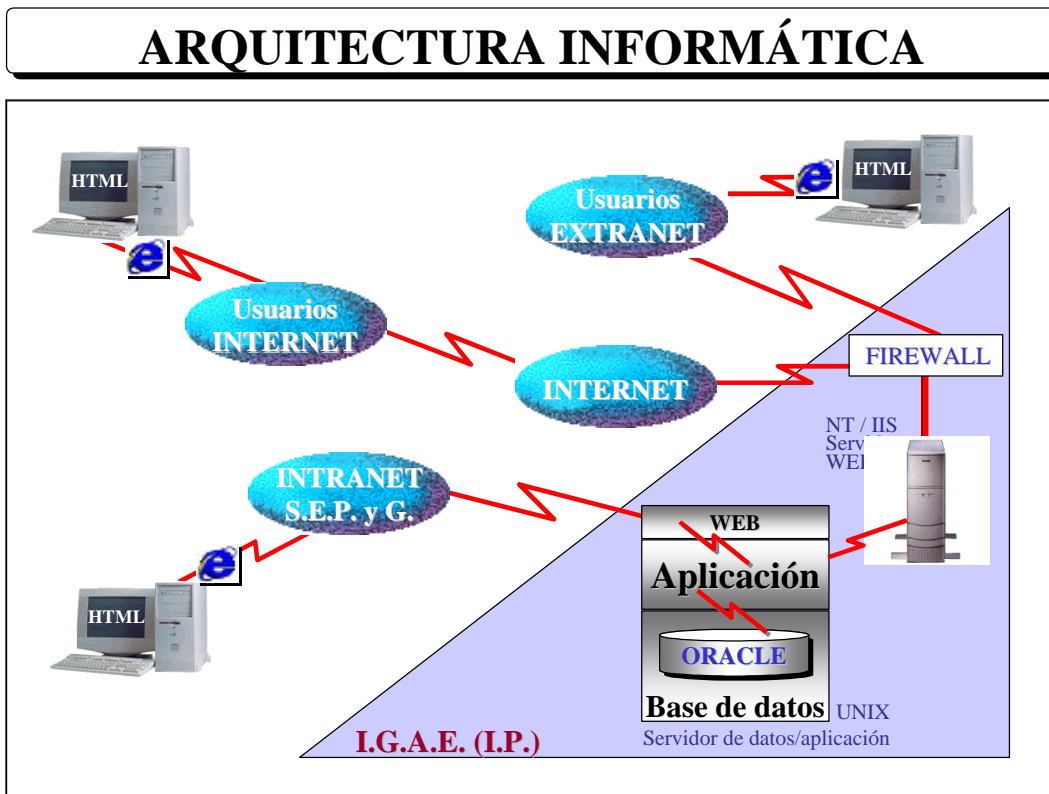 ARQUITECTURA INFORMÁTICA
HTML
HTML
Usuarios
EXTRANET
Usuarios
INTERNET
FIREWALL
INTERNET
NT / IIS
INTRANET
S.E.P. y G.
WEB
Aplicación
HTML
ORACLE
Base de datos
UNIX
I.G.A.E. (I.P.)
Servidor de datos/aplicación